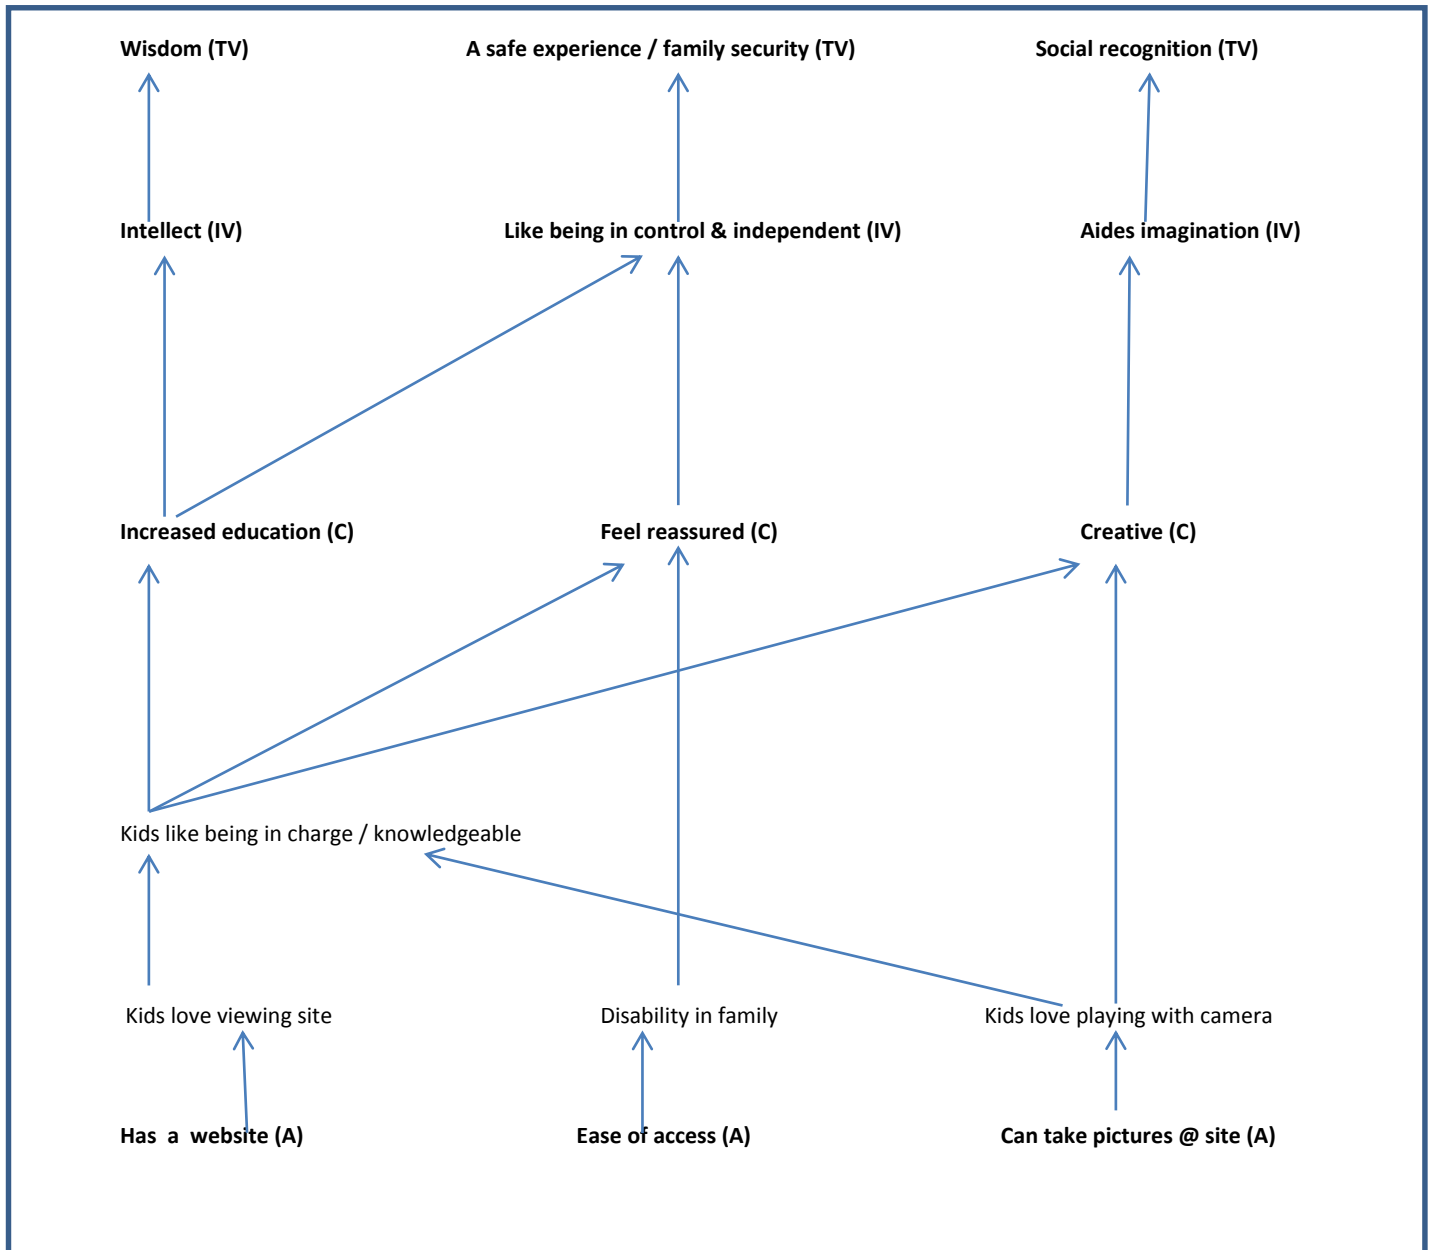 Wisdom (TV)
A safe experience / family security (TV)
Social recognition (TV)
Intellect (IV)
Like being in control & independent (IV)
Aides imagination (IV)
Increased education (C)
Feel reassured (C)
Creative (C)
Kids like being in charge / knowledgeable
Kids love viewing site
Disability in family
Kids love playing with camera
Has a website (A)
Ease of access (A)
Can take pictures @ site (A)